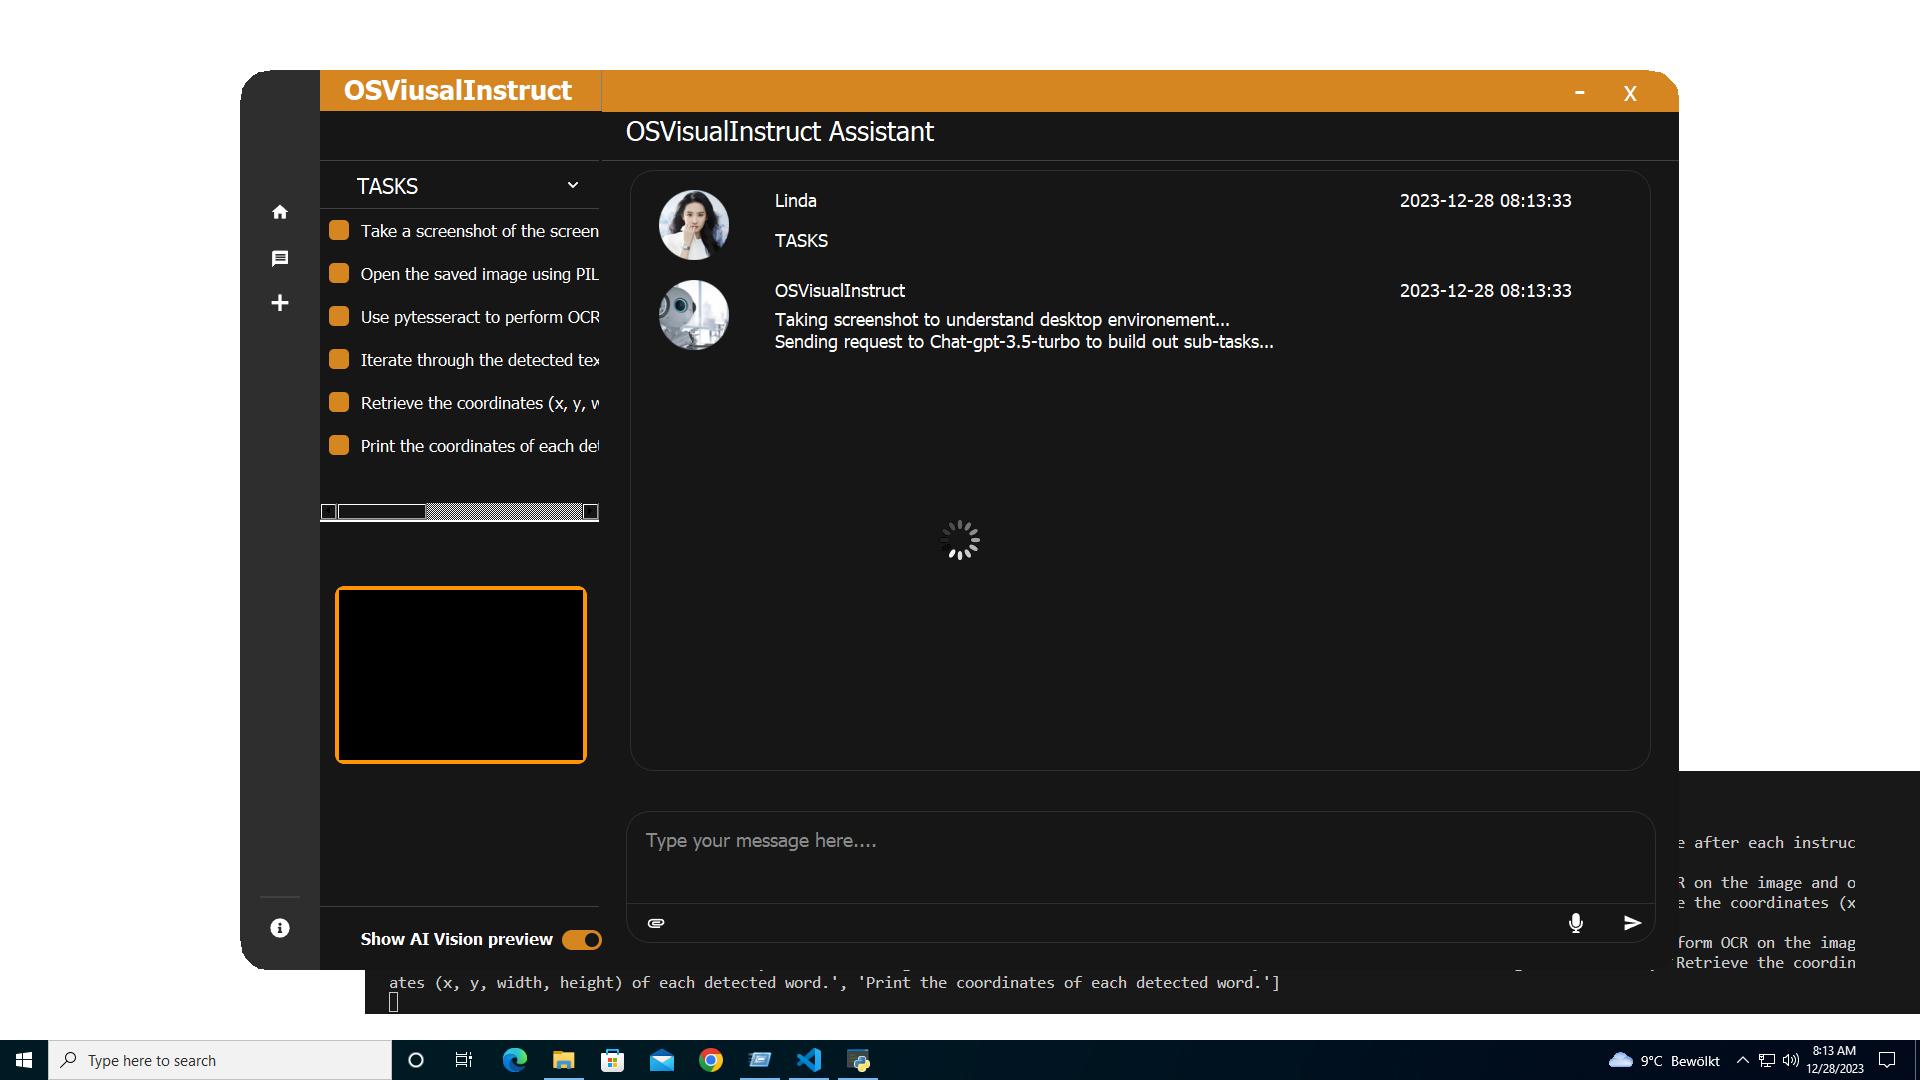 OSViusalInstruct
- X
OSVisualInstruct Assistant
TASKS
Take a screenshot of the screen
Open the saved image using PIL
Use pytesseract to perform OCR
Iterate through the detected
Retrieve the coordinates (x, y,
Print the coordinates of each
Linda 2023-12-28 08:13:33
TASKS
OSVisualInstruct 2023-12-28 08:13:33
Taking screenshot to understand desktop environement...
Sending request to Chat-gpt-3.5-turbo to build out sub-tasks...
Type your message here....
Show AI Vision preview
after each instruc
on the image and o
the coordinates (x
form OCR on the imag
Retrieve the coordin
ates (x, y, width, height) of each detected word.', 'Print the coordinates of each detected word.']
Type here to search
9°C Bewölkt
8:13 AM
12/28/2023